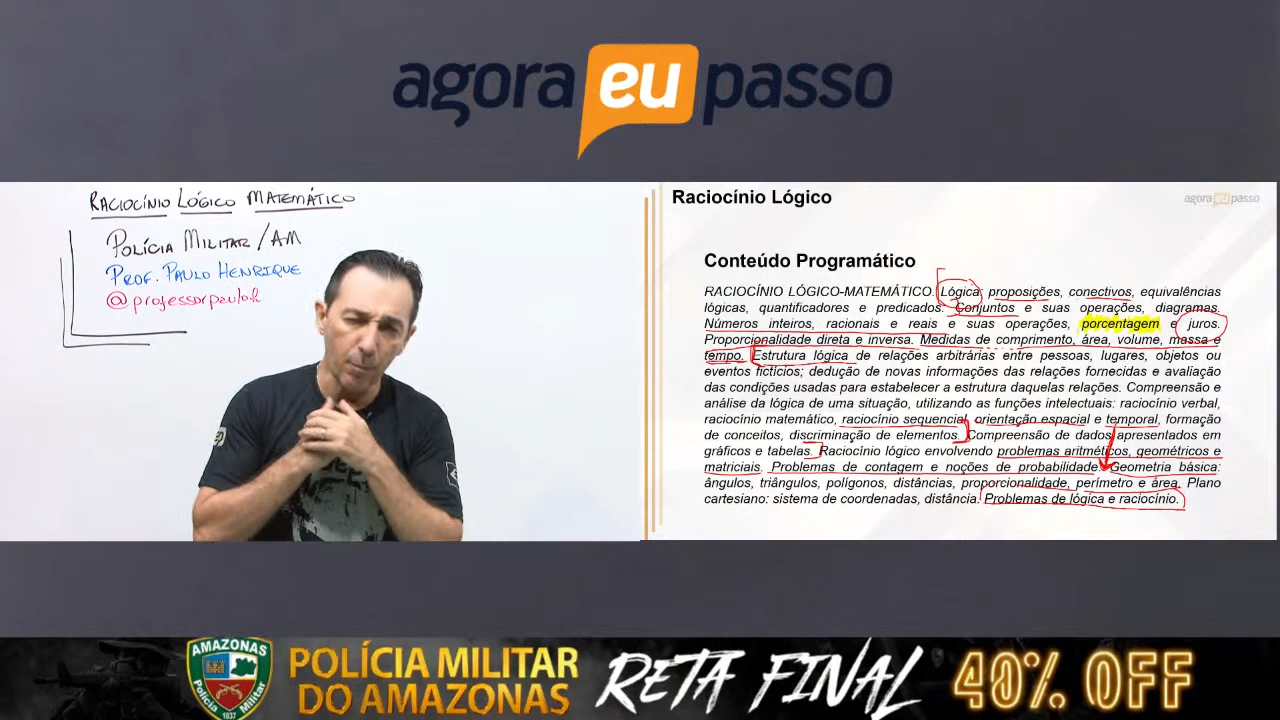 agora eu passo
RACIOCÍNIO LÓGICO MATEMÁTICO
POLÍCIA MILITAR/AM
PROF. PAULO HENRIQUE
@professorpauloh
Raciocínio Lógico
agora eu passo
Conteúdo Programático
RACIOCÍNIO LÓGICO-MATEMÁTICO Lógica: proposições, conectivos, equivalências
lógicas, quantificadores e predicados. Conjuntos e suas operações, diagramas.
Números inteiros, racionais e reais e suas operações, porcentagem e juros.
Proporcionalidade direta e inversa. Medidas de comprimento, área, volume, massa e
tempo. Estrutura lógica de relações arbitrárias entre pessoas, lugares, objetos ou
eventos fictícios; dedução de novas informações das relações fornecidas e avaliação
das condições usadas para estabelecer a estrutura daquelas relações. Compreensão e
análise da lógica de uma situação, utilizando as funções intelectuais: raciocínio verbal,
raciocínio matemático, raciocínio sequencial, orientação espacial e temporal, formação
de conceitos, discriminação de elementos. Compreensão de dados apresentados em
gráficos e tabelas. Raciocínio lógico envolvendo problemas aritméticos, geométricos e
matriciais. Problemas de contagem e noções de probabilidade. Geometria básica:
ângulos, triângulos, polígonos, distâncias, proporcionalidade, perímetro e área. Plano
cartesiano: sistema de coordenadas, distância. Problemas de lógica e raciocínio.
AMAZONAS
Polícia Militar
1837
POLÍCIA MILITAR
DO AMAZONAS
RETA FINAL
40% OFF